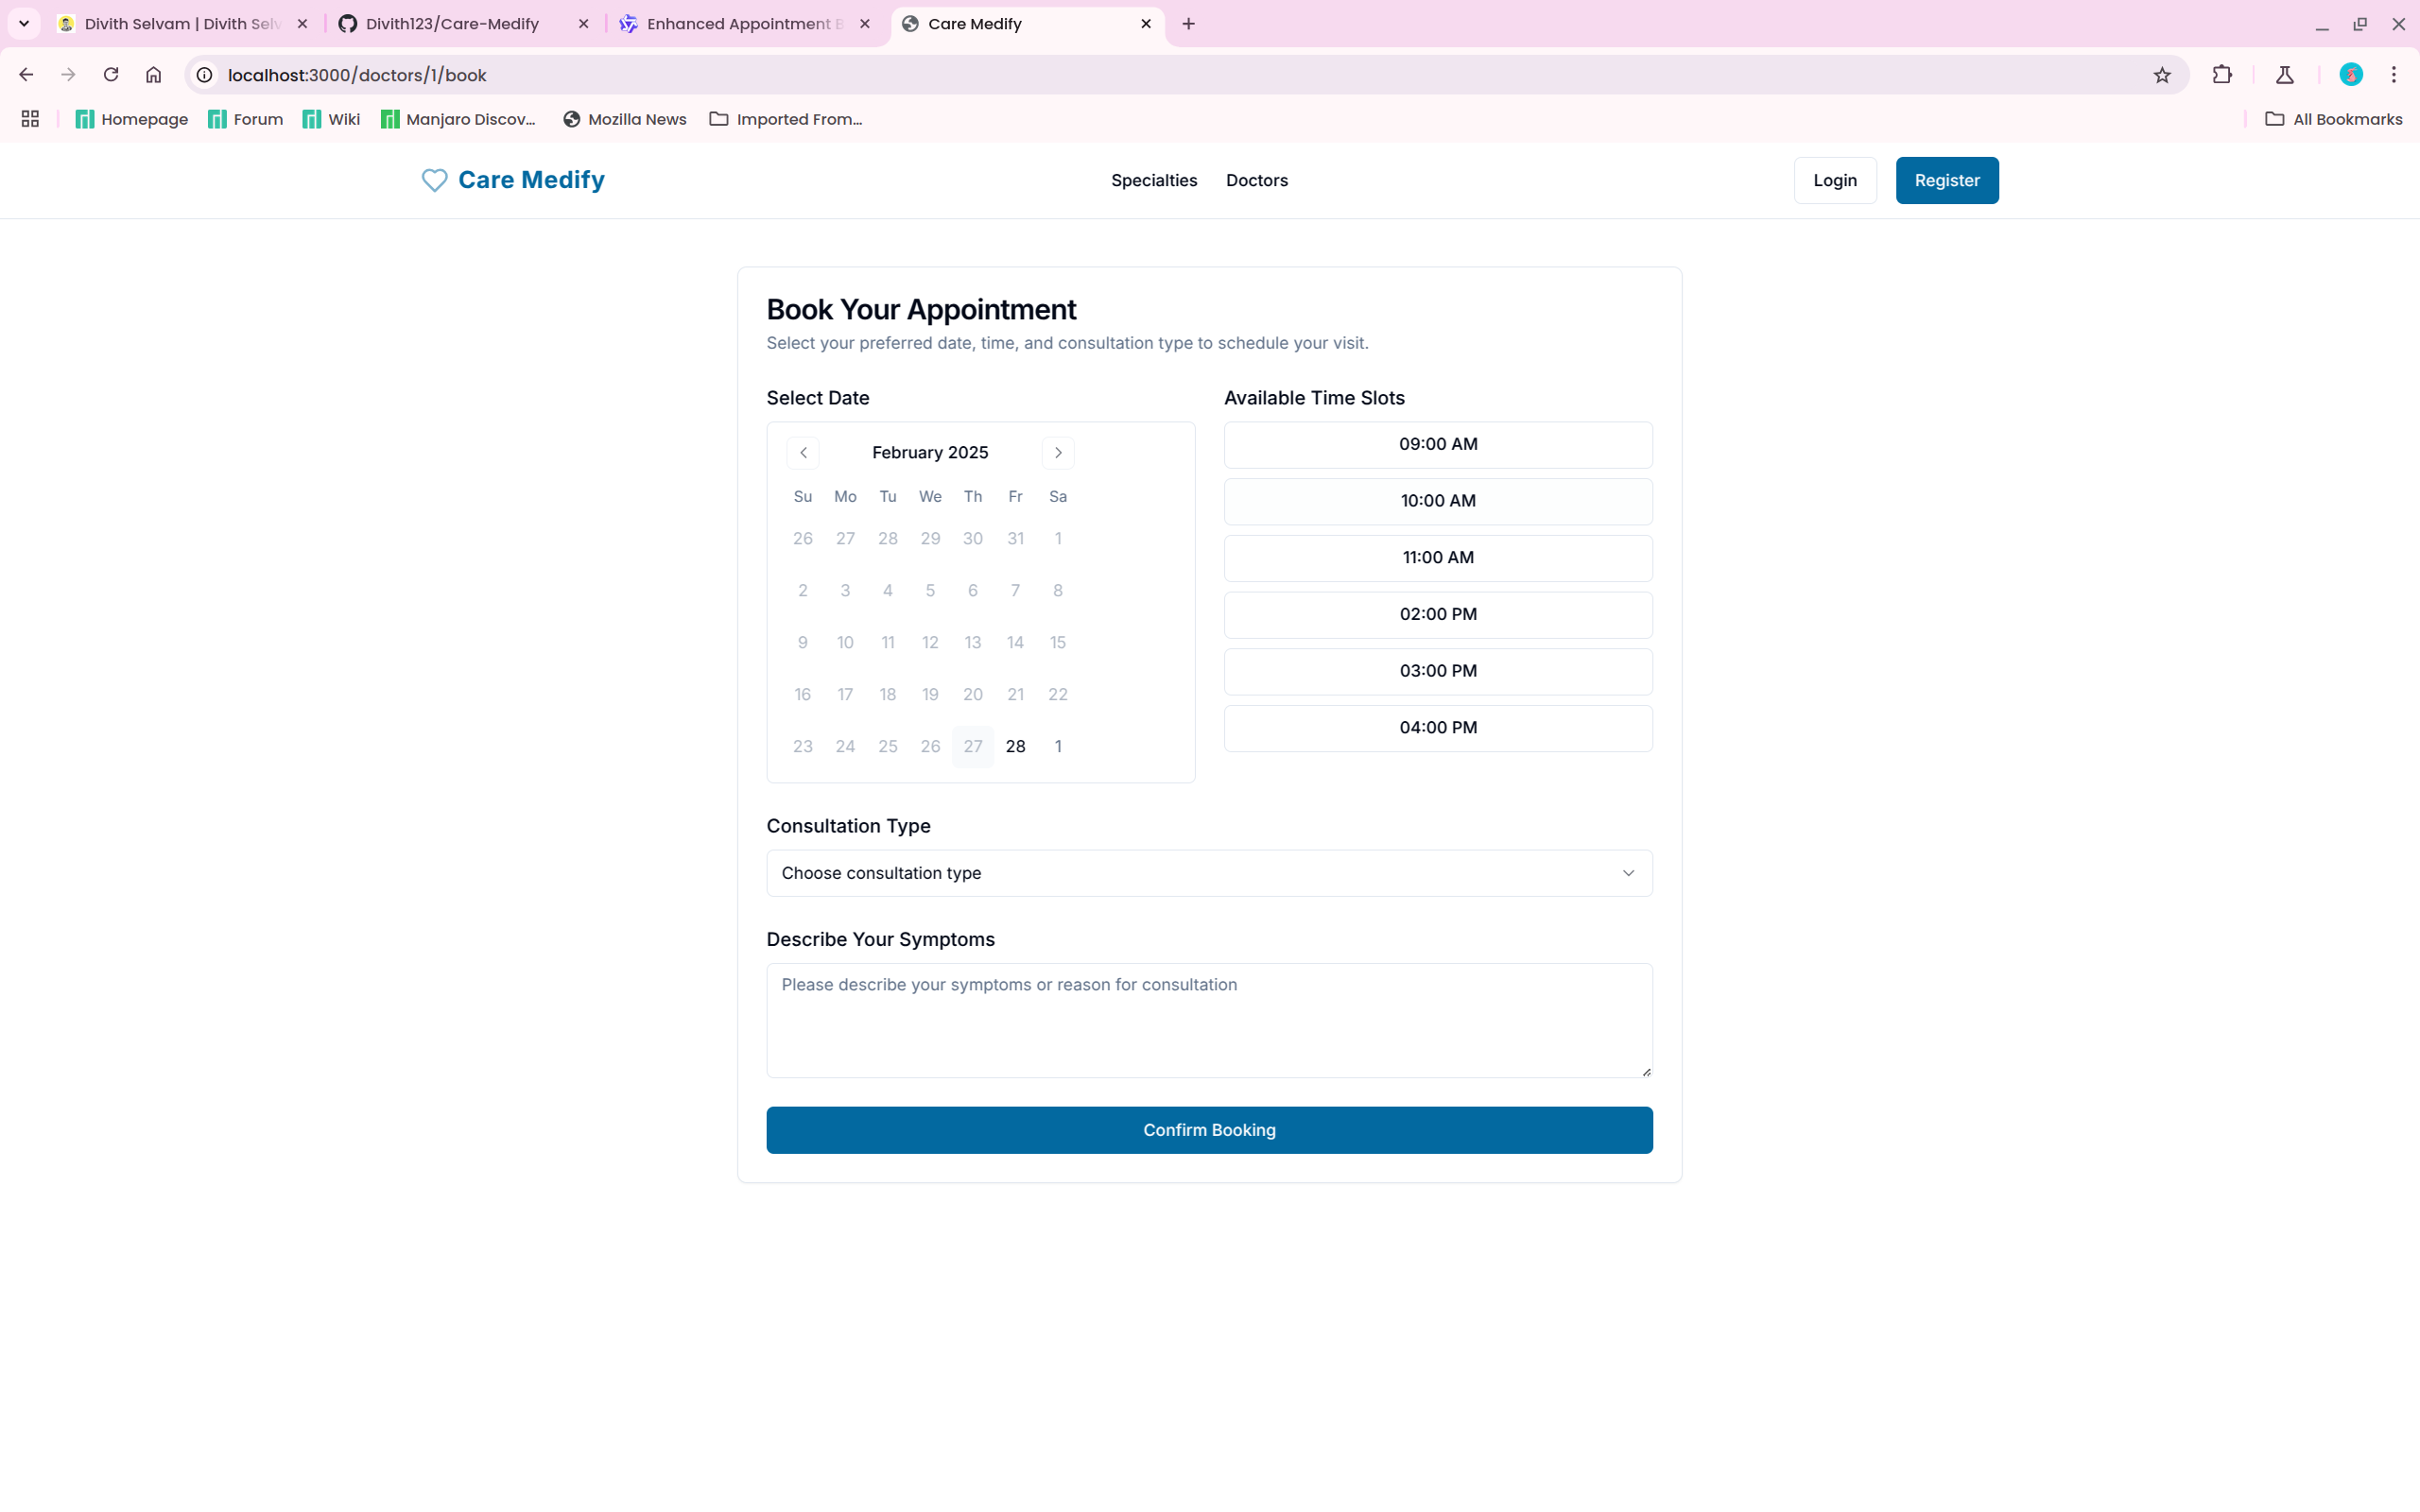 Divith Selvam | Divith Selv
Divith123/Care-Medify
Enhanced Appointment B
Care Medify
localhost:3000/doctors/1/book
Homepage
Forum
Wiki
Manjaro Discov...
Mozilla News
Imported From...
All Bookmarks
Care Medify
Specialties
Doctors
Login
Register
Book Your Appointment
Select your preferred date, time, and consultation type to schedule your visit.
Select Date
February 2025
Su Mo Tu We Th Fr Sa
26 27 28 29 30 31 1
2 3 4 5 6 7 8
9 10 11 12 13 14 15
16 17 18 19 20 21 22
23 24 25 26 27 28 1
Available Time Slots
09:00 AM
10:00 AM
11:00 AM
02:00 PM
03:00 PM
04:00 PM
Consultation Type
Choose consultation type
Describe Your Symptoms
Please describe your symptoms or reason for consultation
Confirm Booking